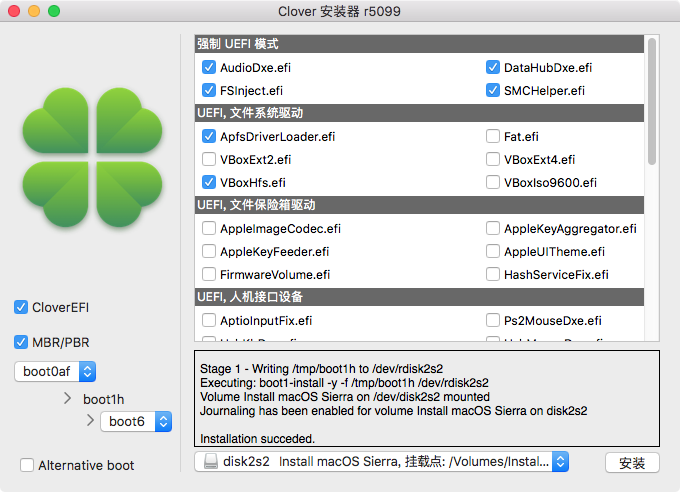 Clover 安装器 r5099
强制 UEFI 模式
AudioDxe.efi DataHubDxe.efi
FSInject.efi SMCHelper.efi
UEFI, 文件系统驱动
ApfsDriverLoader.efi Fat.efi
VBoxExt2.efi VBoxExt4.efi
VBoxHfs.efi VBoxIso9600.efi
UEFI, 文件保险箱驱动
AppleImageCodec.efi AppleKeyAggregator.efi
AppleKeyFeeder.efi AppleUITheme.efi
FirmwareVolume.efi HashServiceFix.efi
UEFI, 人机接口设备
AptioInputFix.efi Ps2MouseDxe.efi
CloverEFI
MBR/PBR
boot0af
boot1h
boot6
Alternative boot
Stage 1 - Writing /tmp/boot1h to /dev/rdisk2s2
Executing: boot1-install -y -f /tmp/boot1h /dev/rdisk2s2
Volume Install macOS Sierra on /dev/disk2s2 mounted
Journaling has been enabled for volume Install macOS Sierra on disk2s2
Installation succeded.
disk2s2 Install macOS Sierra, 挂载点: /Volumes/Instal...
安装